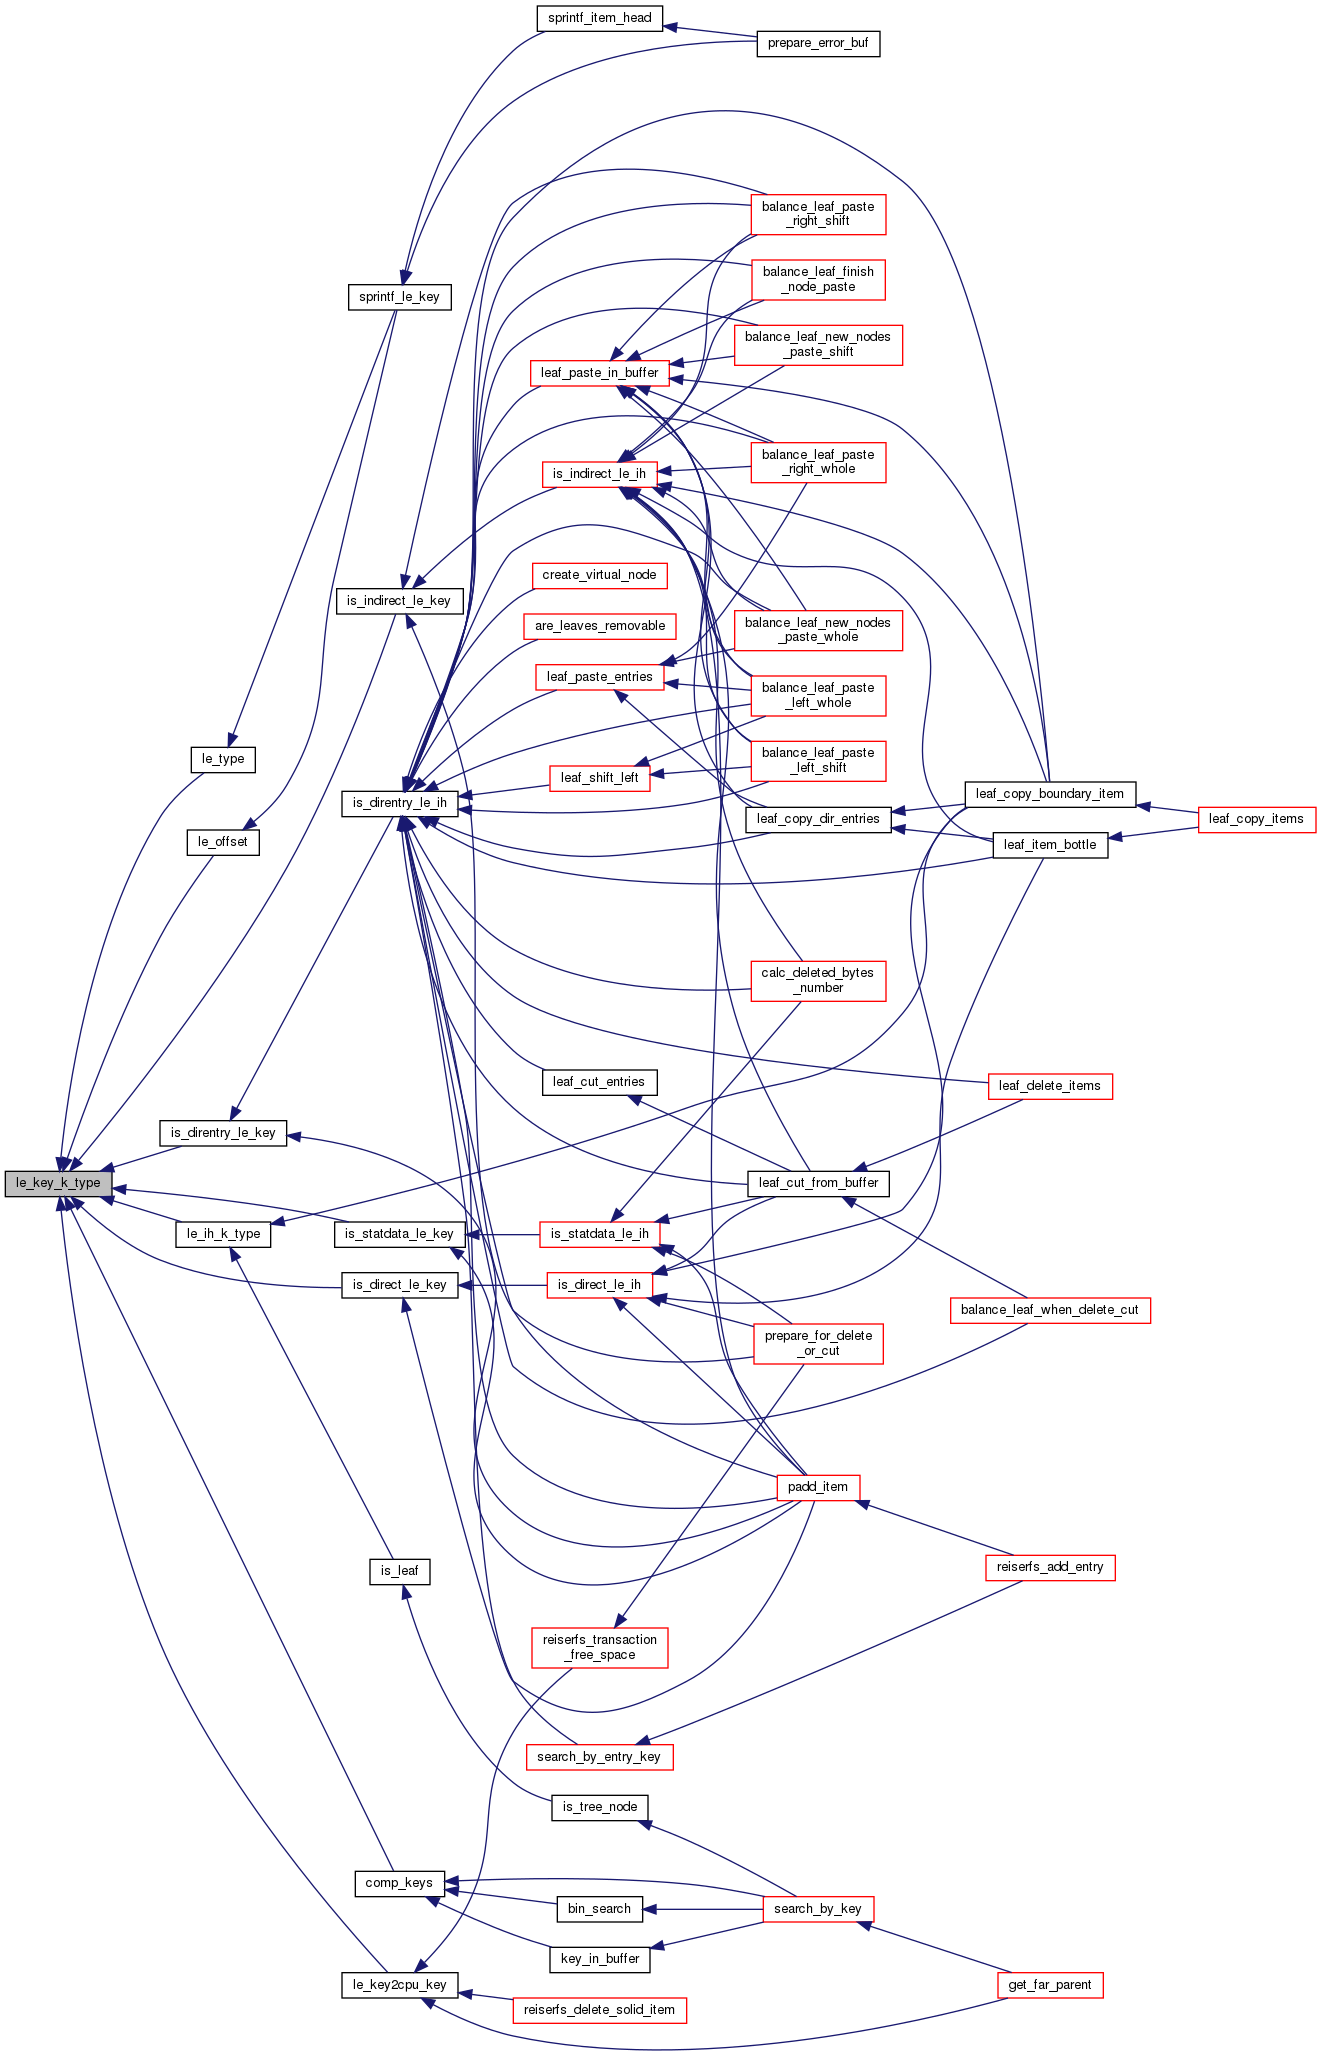 sprintf_item_head
prepare_error_buf
balance_leaf_paste
_right_shift
balance_leaf_finish
_node_paste
sprintf_le_key
balance_leaf_new_nodes
_paste_shift
leaf_paste_in_buffer
balance_leaf_paste
_right_whole
is_indirect_le_ih
create_virtual_node
is_indirect_le_key
are_leaves_removable
balance_leaf_new_nodes
_paste_whole
leaf_paste_entries
balance_leaf_paste
_left_whole
le_type
balance_leaf_paste
_left_shift
leaf_shift_left
is_direntry_le_ih
leaf_copy_boundary_item
leaf_copy_dir_entries
leaf_copy_items
le_offset
leaf_item_bottle
calc_deleted_bytes
_number
leaf_cut_entries
leaf_delete_items
is_direntry_le_key
le_key_k_type
leaf_cut_from_buffer
le_ih_k_type
is_statdata_le_key
is_statdata_le_ih
is_direct_le_key
is_direct_le_ih
balance_leaf_when_delete_cut
prepare_for_delete
_or_cut
padd_item
is_leaf
reiserfs_add_entry
reiserfs_transaction
_free_space
search_by_entry_key
is_tree_node
comp_keys
bin_search
search_by_key
key_in_buffer
le_key2cpu_key
get_far_parent
reiserfs_delete_solid_item